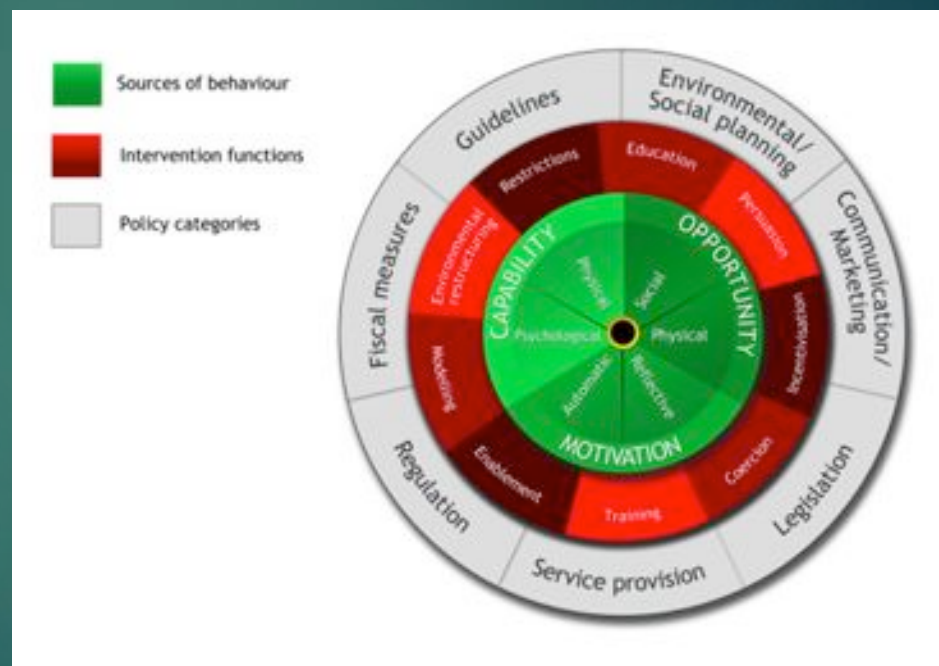 Sources of behaviour
Intervention functions
Policy categories
Environmental/
Social planning
Communication/
Marketing
Legislation
Service provision
Regulation
Fiscal measures
Guidelines
Education
Persuasion
Incentivisation
Coercion
Training
Enablement
Modelling
Environmental
restructuring
Restrictions
CAPABILITY
OPPORTUNITY
MOTIVATION
Physical
Social
Physical
Reflective
Automatic
Psychological